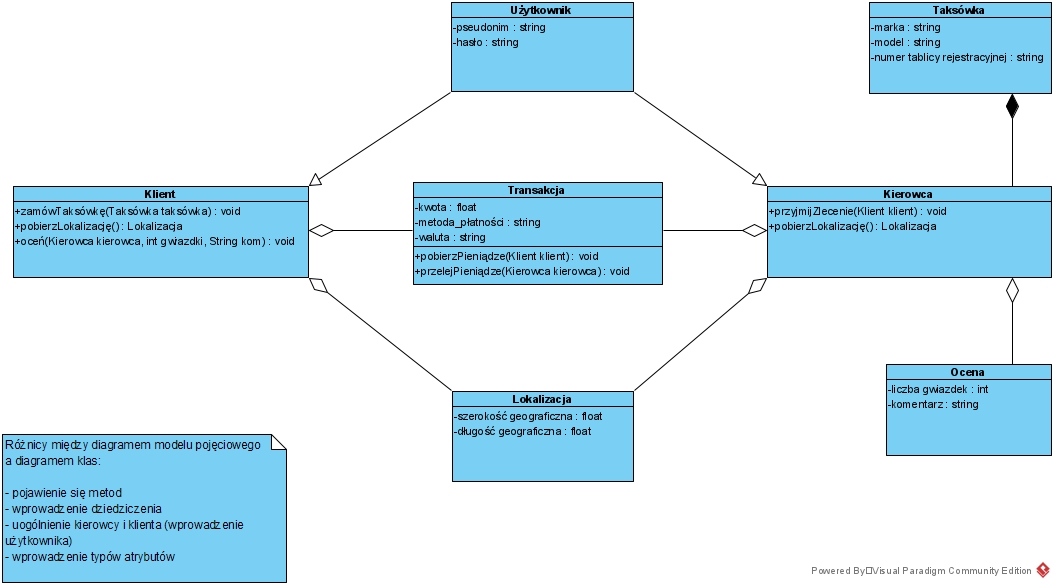 Użytkownik
-pseudonim : string
-hasło : string
Taksówka
-marka : string
-model : string
-numer tablicy rejestracyjnej : string
Klient
+zamówTaksówkę(Taksówka taksówka) : void
+pobierzLokalizację() : Lokalizacja
+oceń(Kierowca kierowca, int gwiazdki, String kom) : void
Transakcja
-kwota : float
-metoda_płatności : string
-waluta : string
+pobierzPieniądze(Klient klient) : void
+przelejPieniądze(Kierowca kierowca) : void
Kierowca
+przyjmijZlecenie(Klient klient) : void
+pobierzLokalizację() : Lokalizacja
Lokalizacja
-szerokość geograficzna : float
-długość geograficzna : float
Ocena
-liczba gwiazdek : int
-komentarz : string
Różnicy między diagramem modelu pojęciowego
a diagramem klas:
- pojawienie się metod
- wprowadzenie dziedziczenia
- uogólnienie kierowcy i klienta (wprowadzenie
użytkownika)
- wprowadzenie typów atrybutów
Powered By Visual Paradigm Community Edition